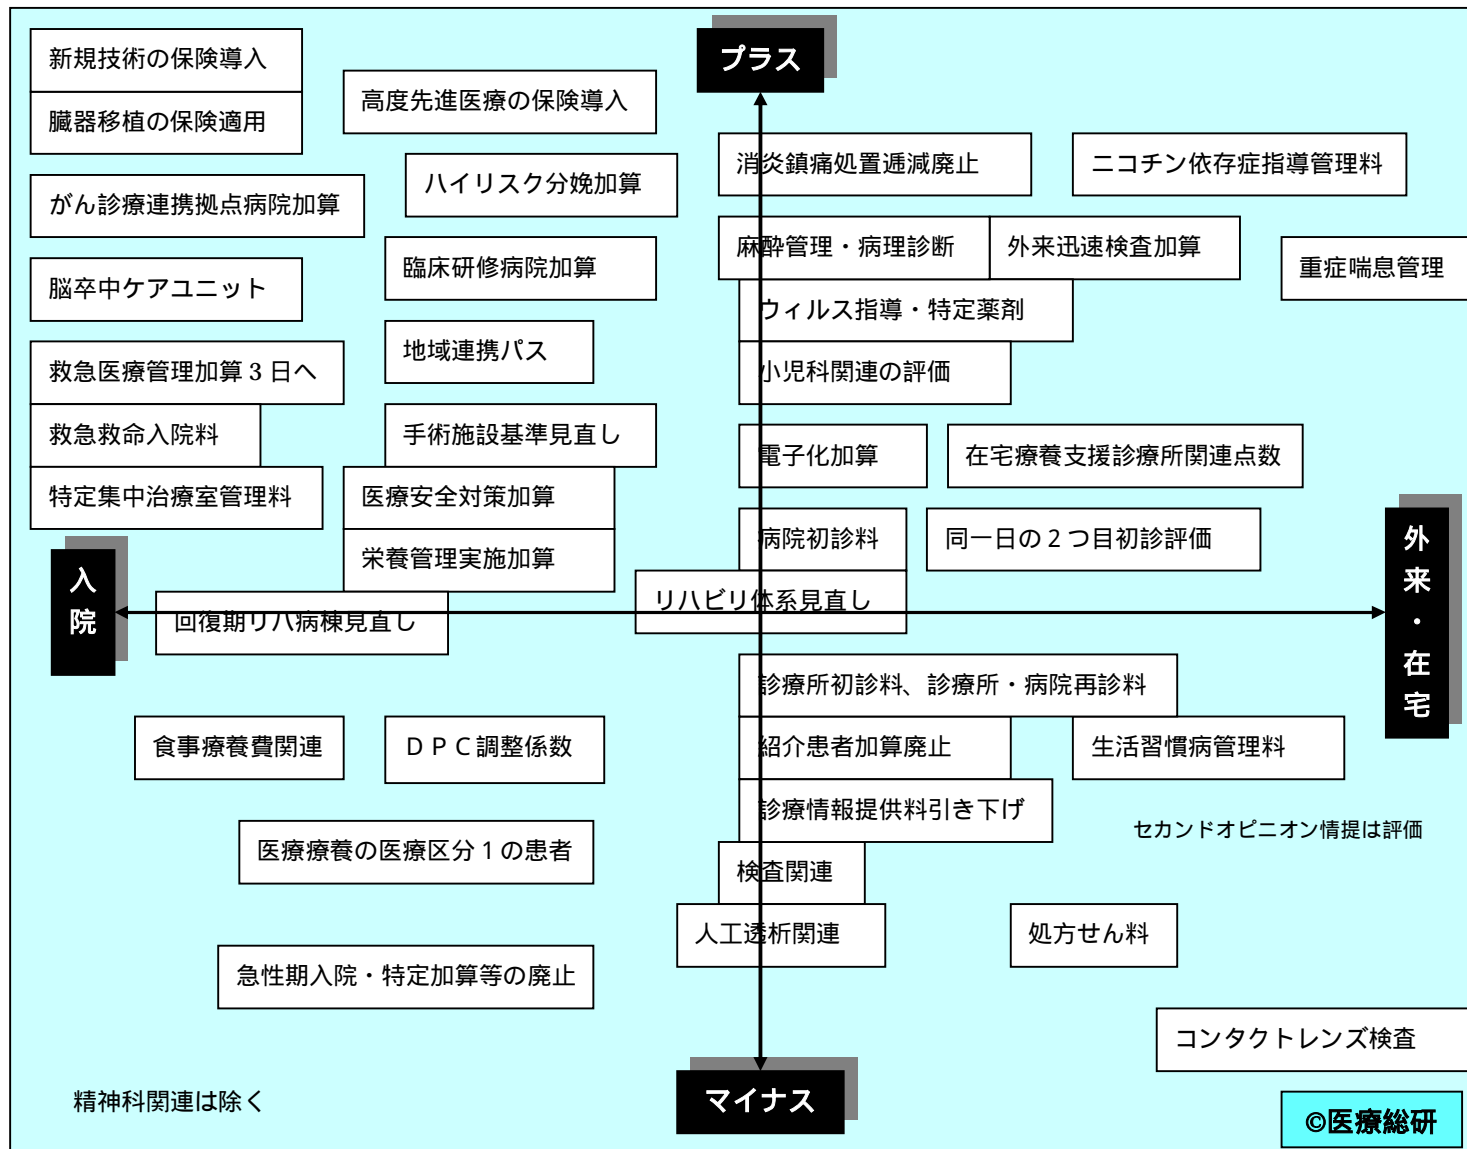 プラス
新規技術の保険導入
高度先進医療の保険導入
臓器移植の保険適用
消炎鎮痛処置逓減廃止
ニコチン依存症指導管理料
ハイリスク分娩加算
がん診療連携拠点病院加算
麻酔管理・病理診断
外来迅速検査加算
重症喘息管理
臨床研修病院加算
脳卒中ケアユニット
ウィルス指導・特定薬剤
地域連携パス
救急医療管理加算3日へ
小児科関連の評価
救急救命入院料
手術施設基準見直し
電子化加算
在宅療養支援診療所関連点数
特定集中治療室管理料
医療安全対策加算
病院初診料
同一日の2つ目初診評価
栄養管理実施加算
入院
外来・在宅
リハビリ体系見直し
回復期リハ病棟見直し
診療所初診料、診療所・病院再診料
食事療養費関連
DPC調整係数
紹介患者加算廃止
生活習慣病管理料
診療情報提供料引き下げ
セカンドオピニオン情提は評価
医療療養の医療区分1の患者
検査関連
人工透析関連
処方せん料
急性期入院・特定加算等の廃止
コンタクトレンズ検査
マイナス
精神科関連は除く
©医療総研